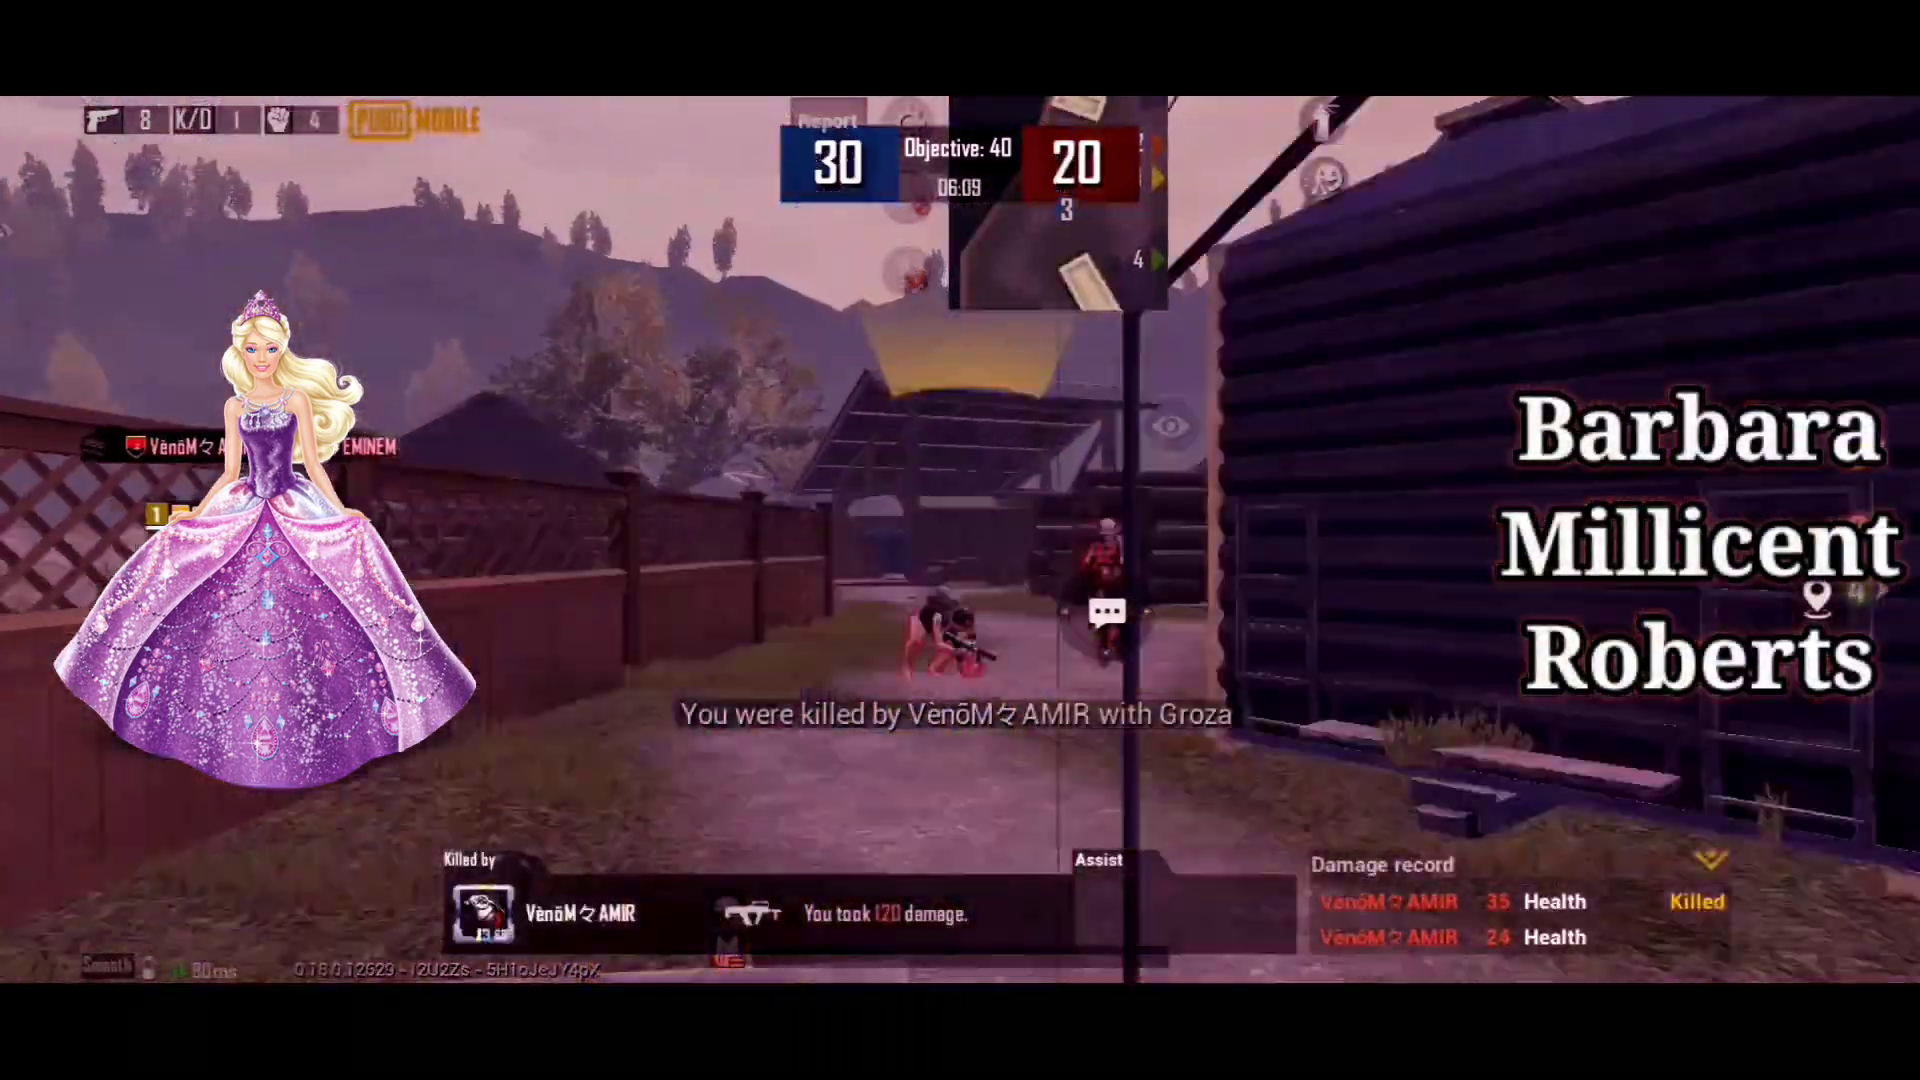 8 K/D 1 4 PUBG MOBILE
Report
30 Objective: 40 20
06:09
3
4
EMINEM
1
Barbara
Millicent
Roberts
You were killed by VènōM々AMIR with Groza
Killed by
VènōM々AMIR
You took 120 damage.
Assist
Damage record
VènōM々AMIR 35 Health Killed
VènōM々AMIR 24 Health
Smooth 80ms